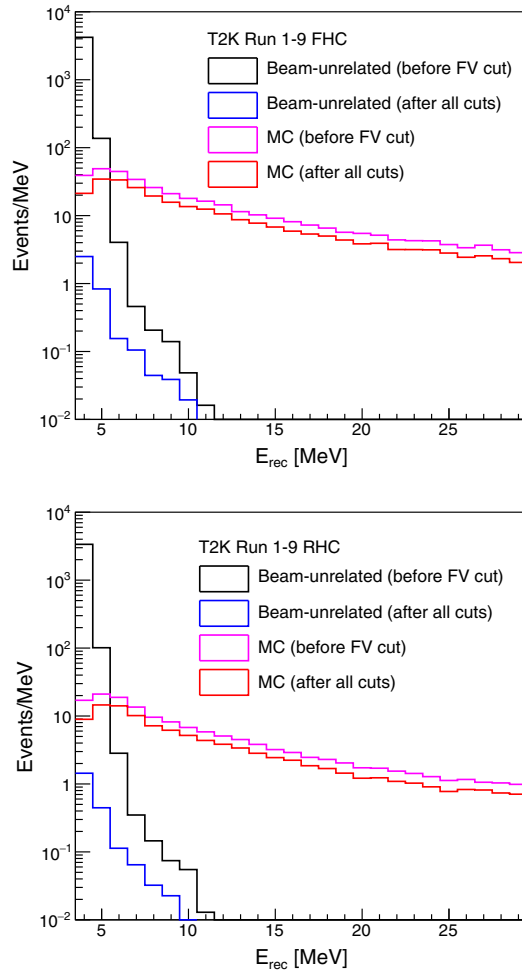 10^4
T2K Run 1-9 FHC
Beam-unrelated (before FV cut)
10^3
Beam-unrelated (after all cuts)
MC (before FV cut)
10^2
MC (after all cuts)
10
1
10^-1
10^-2
Events/MeV
5 10 15 20 25
E_rec [MeV]
10^4
T2K Run 1-9 RHC
Beam-unrelated (before FV cut)
10^3
Beam-unrelated (after all cuts)
MC (before FV cut)
10^2
MC (after all cuts)
10
1
10^-1
10^-2
Events/MeV
5 10 15 20 25
E_rec [MeV]